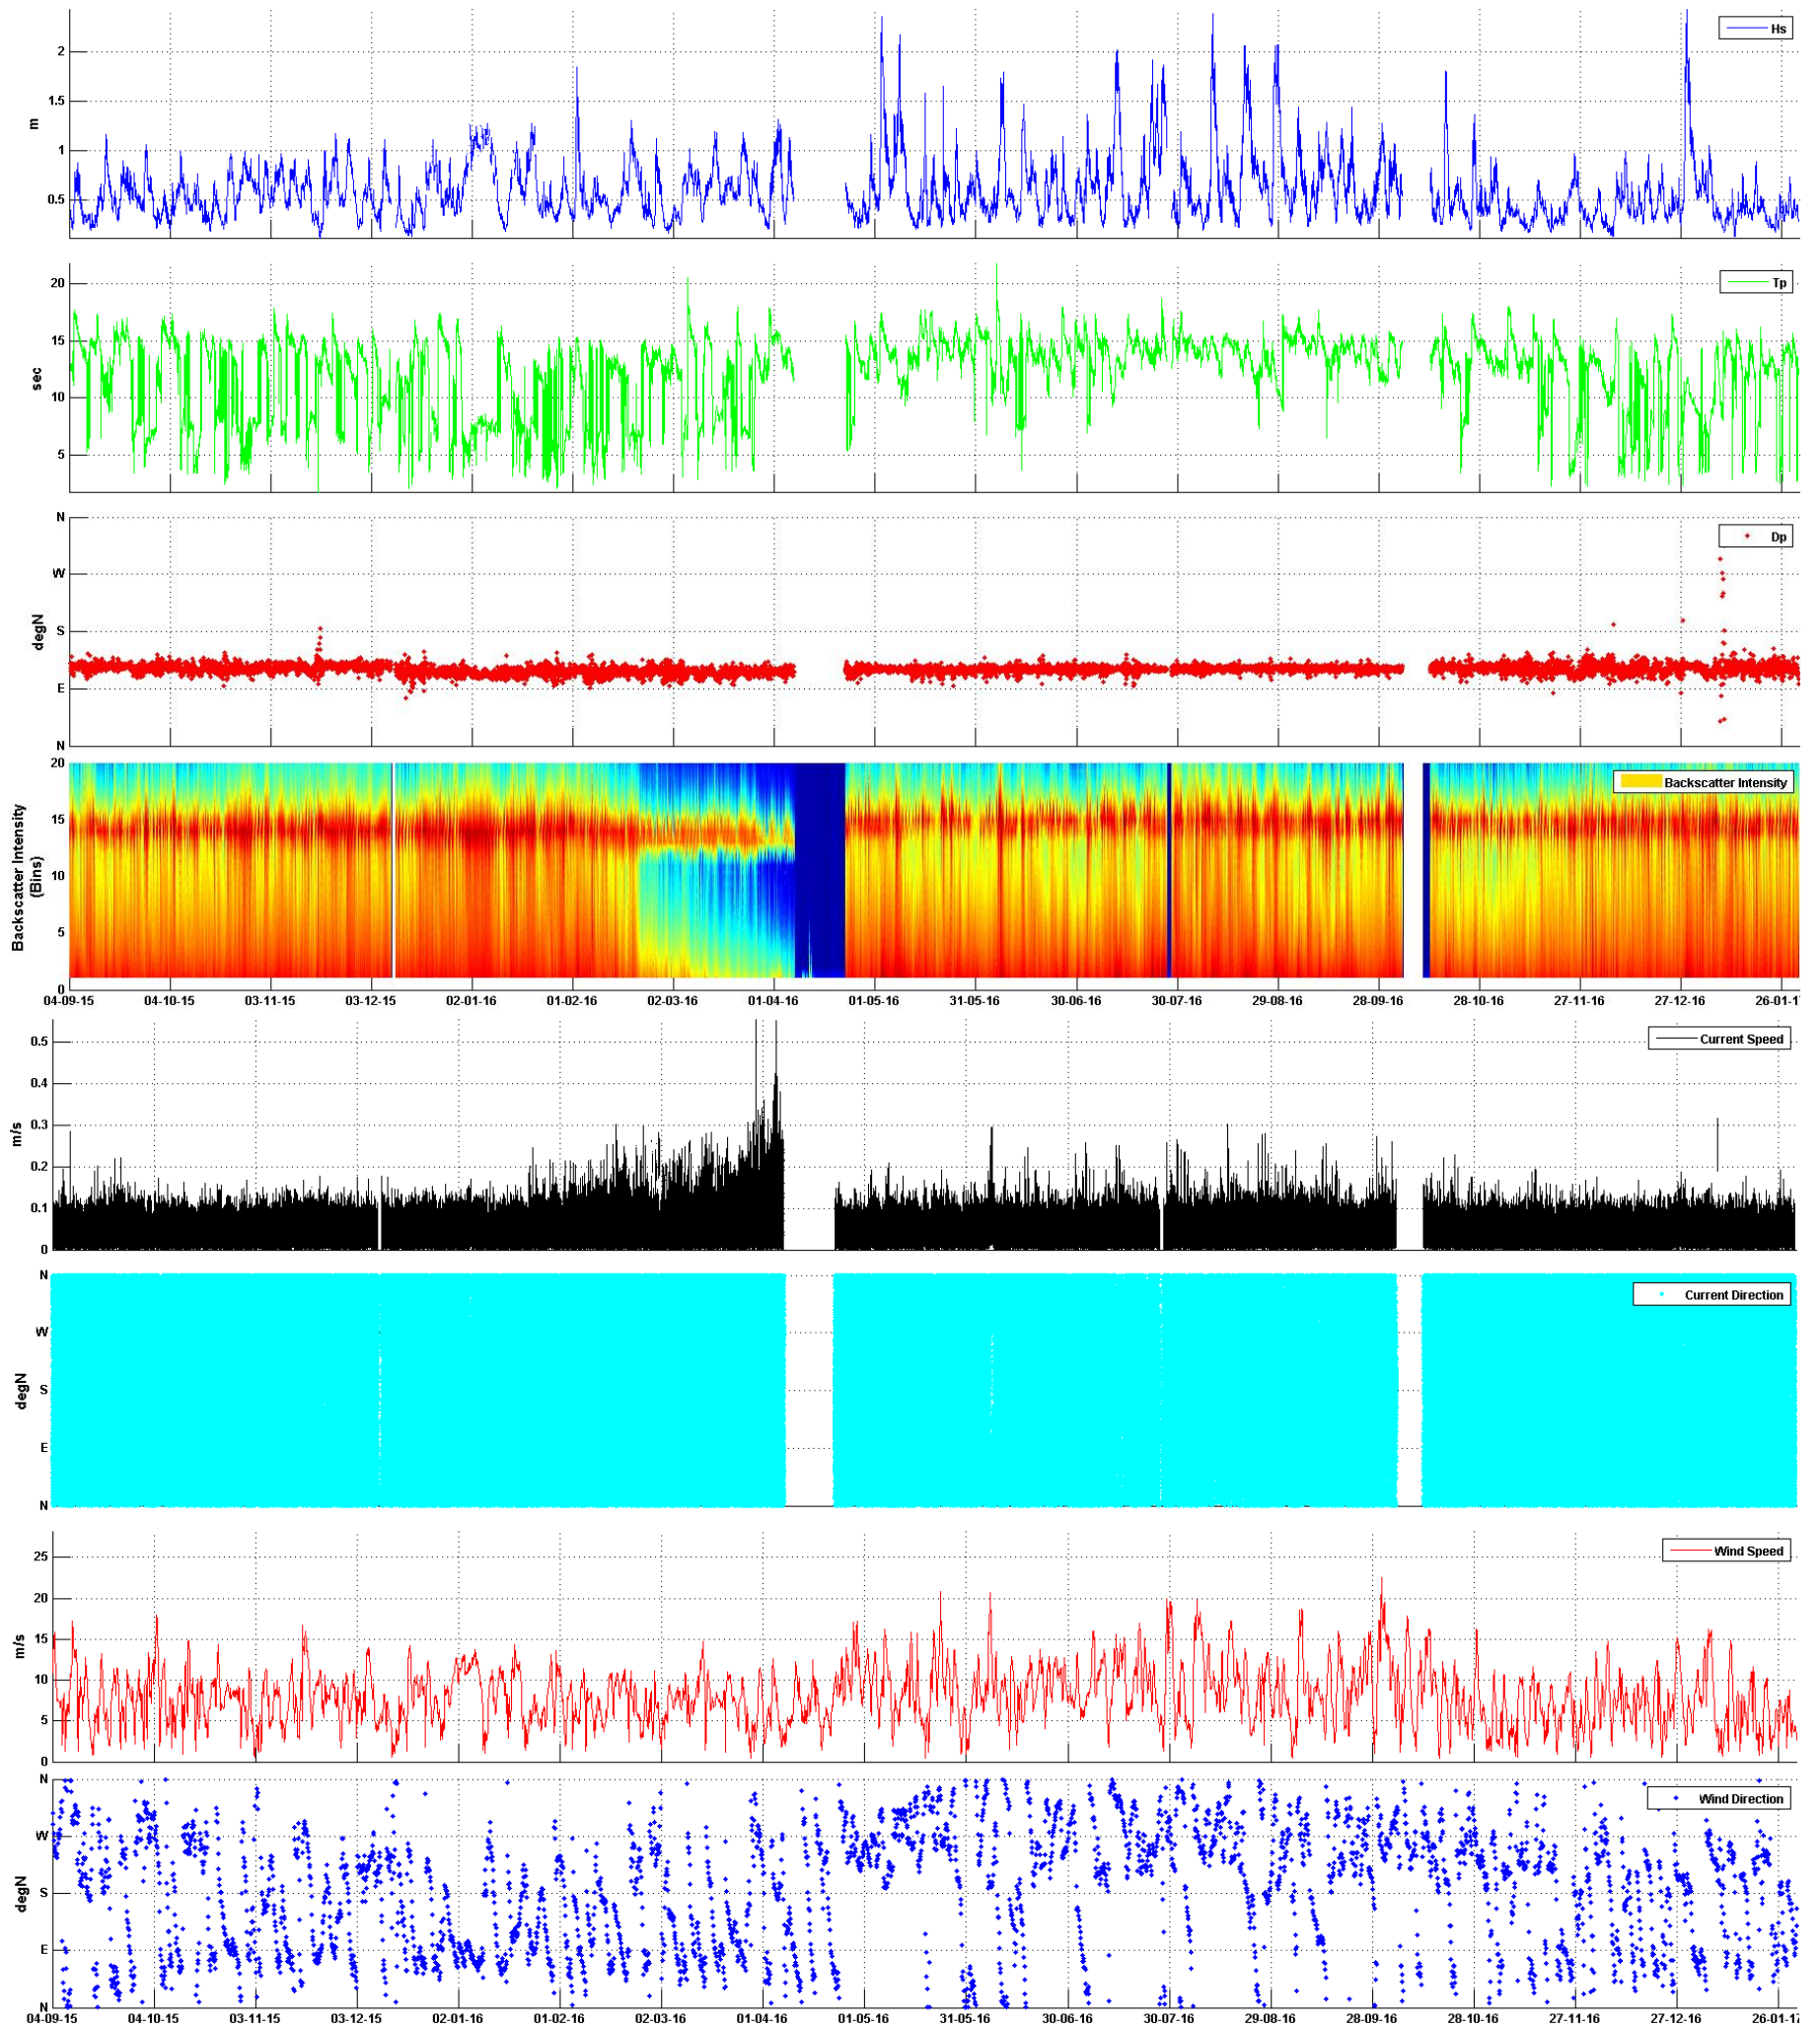 Hs
2
1.5
m
1
0.5
Tp
20
15
sec
10
5
N
Dp
W
degN
S
E
N
20
Backscatter Intensity
15
Backscatter Intensity
(Bins)
10
5
0
04-09-15 04-10-15 03-11-15 03-12-15 02-01-16 01-02-16 02-03-16 01-04-16 01-05-16 31-05-16 30-06-16 30-07-16 29-08-16 28-09-16 28-10-16 27-11-16 27-12-16 26-01-1
Current Speed
0.5
0.4
m/s
0.3
0.2
0.1
0
N
Current Direction
W
degN
S
E
N
Wind Speed
25
20
m/s
15
10
5
0
N
Wind Direction
W
degN
S
E
N
04-09-15 04-10-15 03-11-15 03-12-15 02-01-16 01-02-16 02-03-16 01-04-16 01-05-16 31-05-16 30-06-16 30-07-16 29-08-16 28-09-16 28-10-16 27-11-16 27-12-16 26-01-1